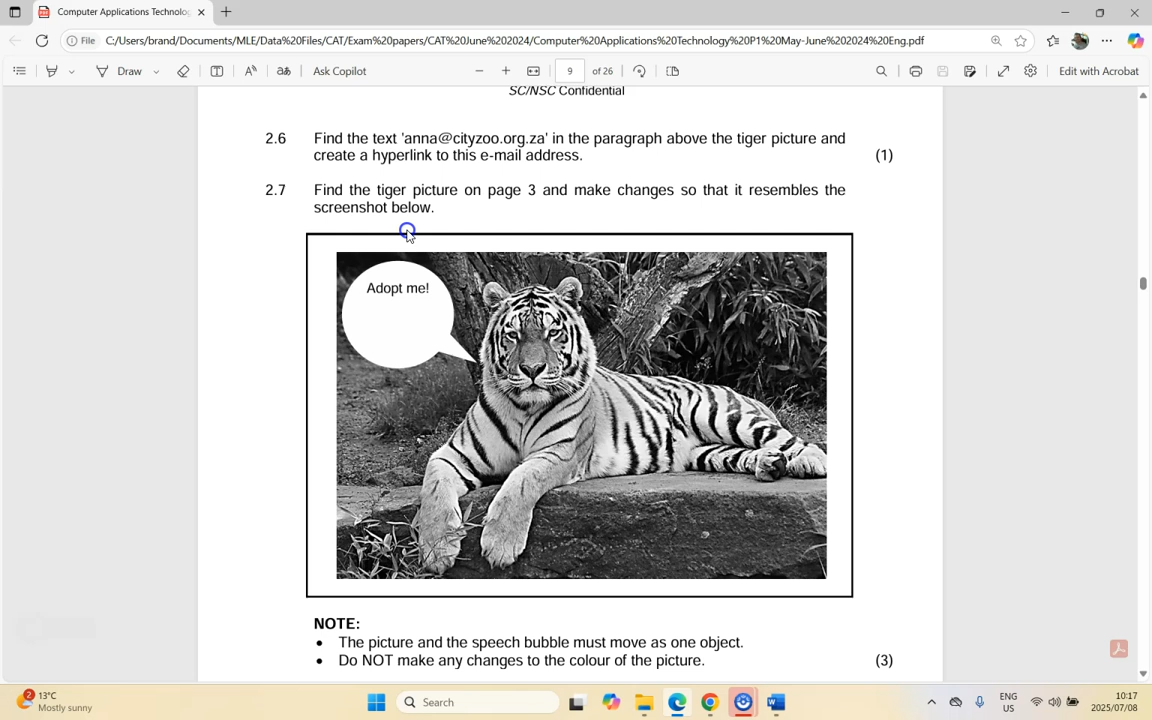 Computer Applications Technolog
File
C:/Users/brand/Documents/MLE/Data%20Files/CAT/Exam%20papers/CAT%20June%202024/Computer%20Applications%20Technology%20P1%20May-June%202024%20Eng.pdf
Draw
Ask Copilot
9 of 26
Edit with Acrobat
SC/NSC Confidential
2.6 Find the text 'anna@cityzoo.org.za' in the paragraph above the tiger picture and
create a hyperlink to this e-mail address. (1)
2.7 Find the tiger picture on page 3 and make changes so that it resembles the
screenshot below.
Adopt me!
NOTE:
• The picture and the speech bubble must move as one object.
• Do NOT make any changes to the colour of the picture. (3)
2
13°C
Mostly sunny
Search
ENG
US
10:17
2025/07/08